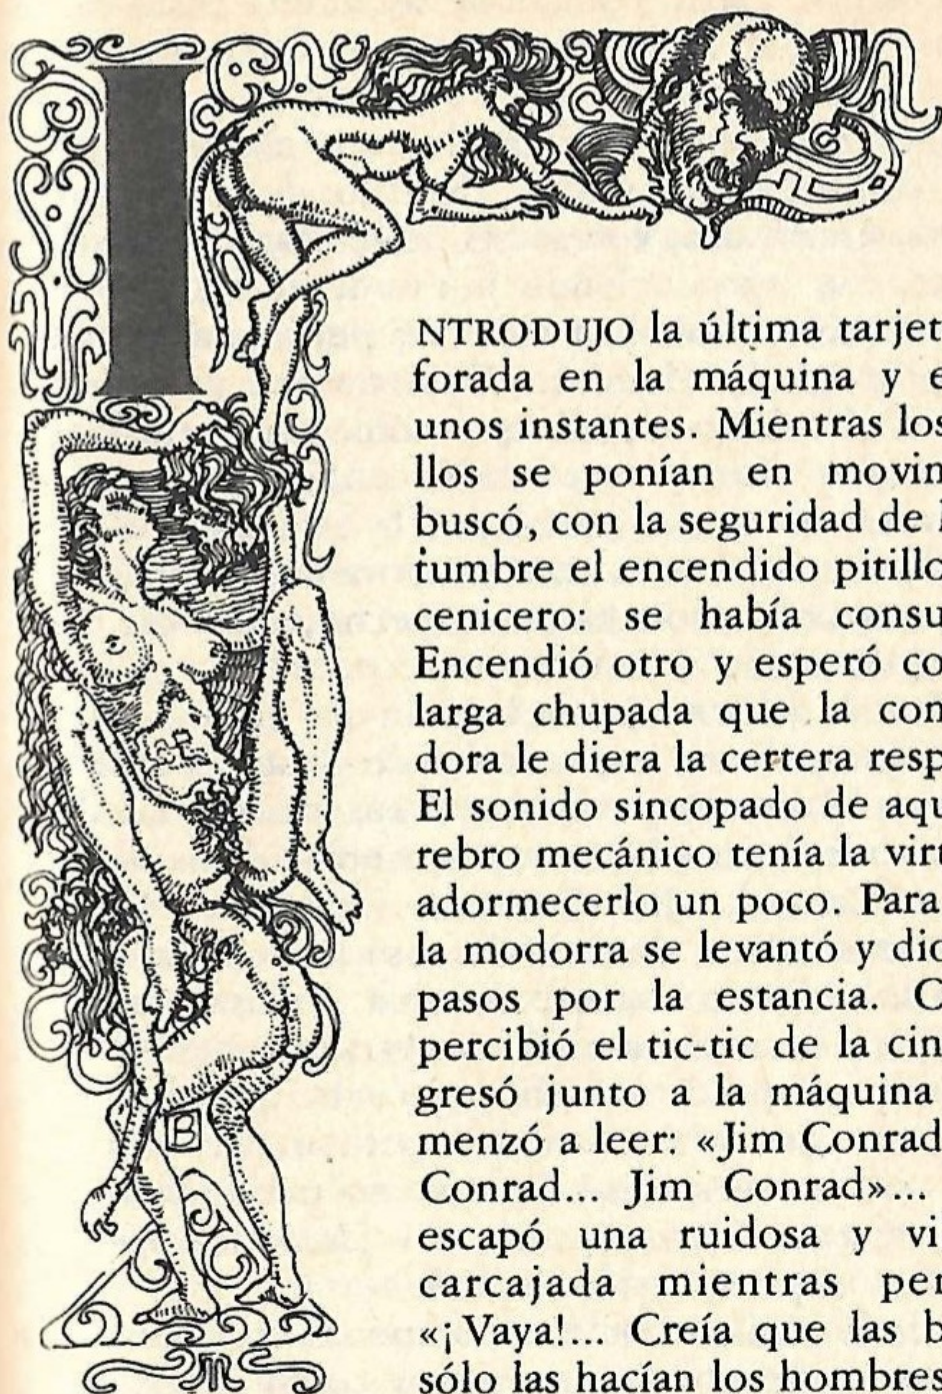 INTRODUJO la última tarjet
forada en la máquina y e
unos instantes. Mientras los
llos se ponían en movin
buscó, con la seguridad de
tumbre el encendido pitillo
cenicero: se había consu
Encendió otro y esperó co
larga chupada que la con
dora le diera la certera resp
El sonido sincopado de aqu
rebro mecánico tenía la virt
adormecerlo un poco. Para
la modorra se levantó y dio
pasos por la estancia. C
percibió el tic-tic de la cin
gresó junto a la máquina
menzó a leer: «Jim Conrad
Conrad... Jim Conrad»...
escapó una ruidosa y vi
carcajada mientras per
«¡Vaya!... Creía que las b
sólo las hacían los hombres
B